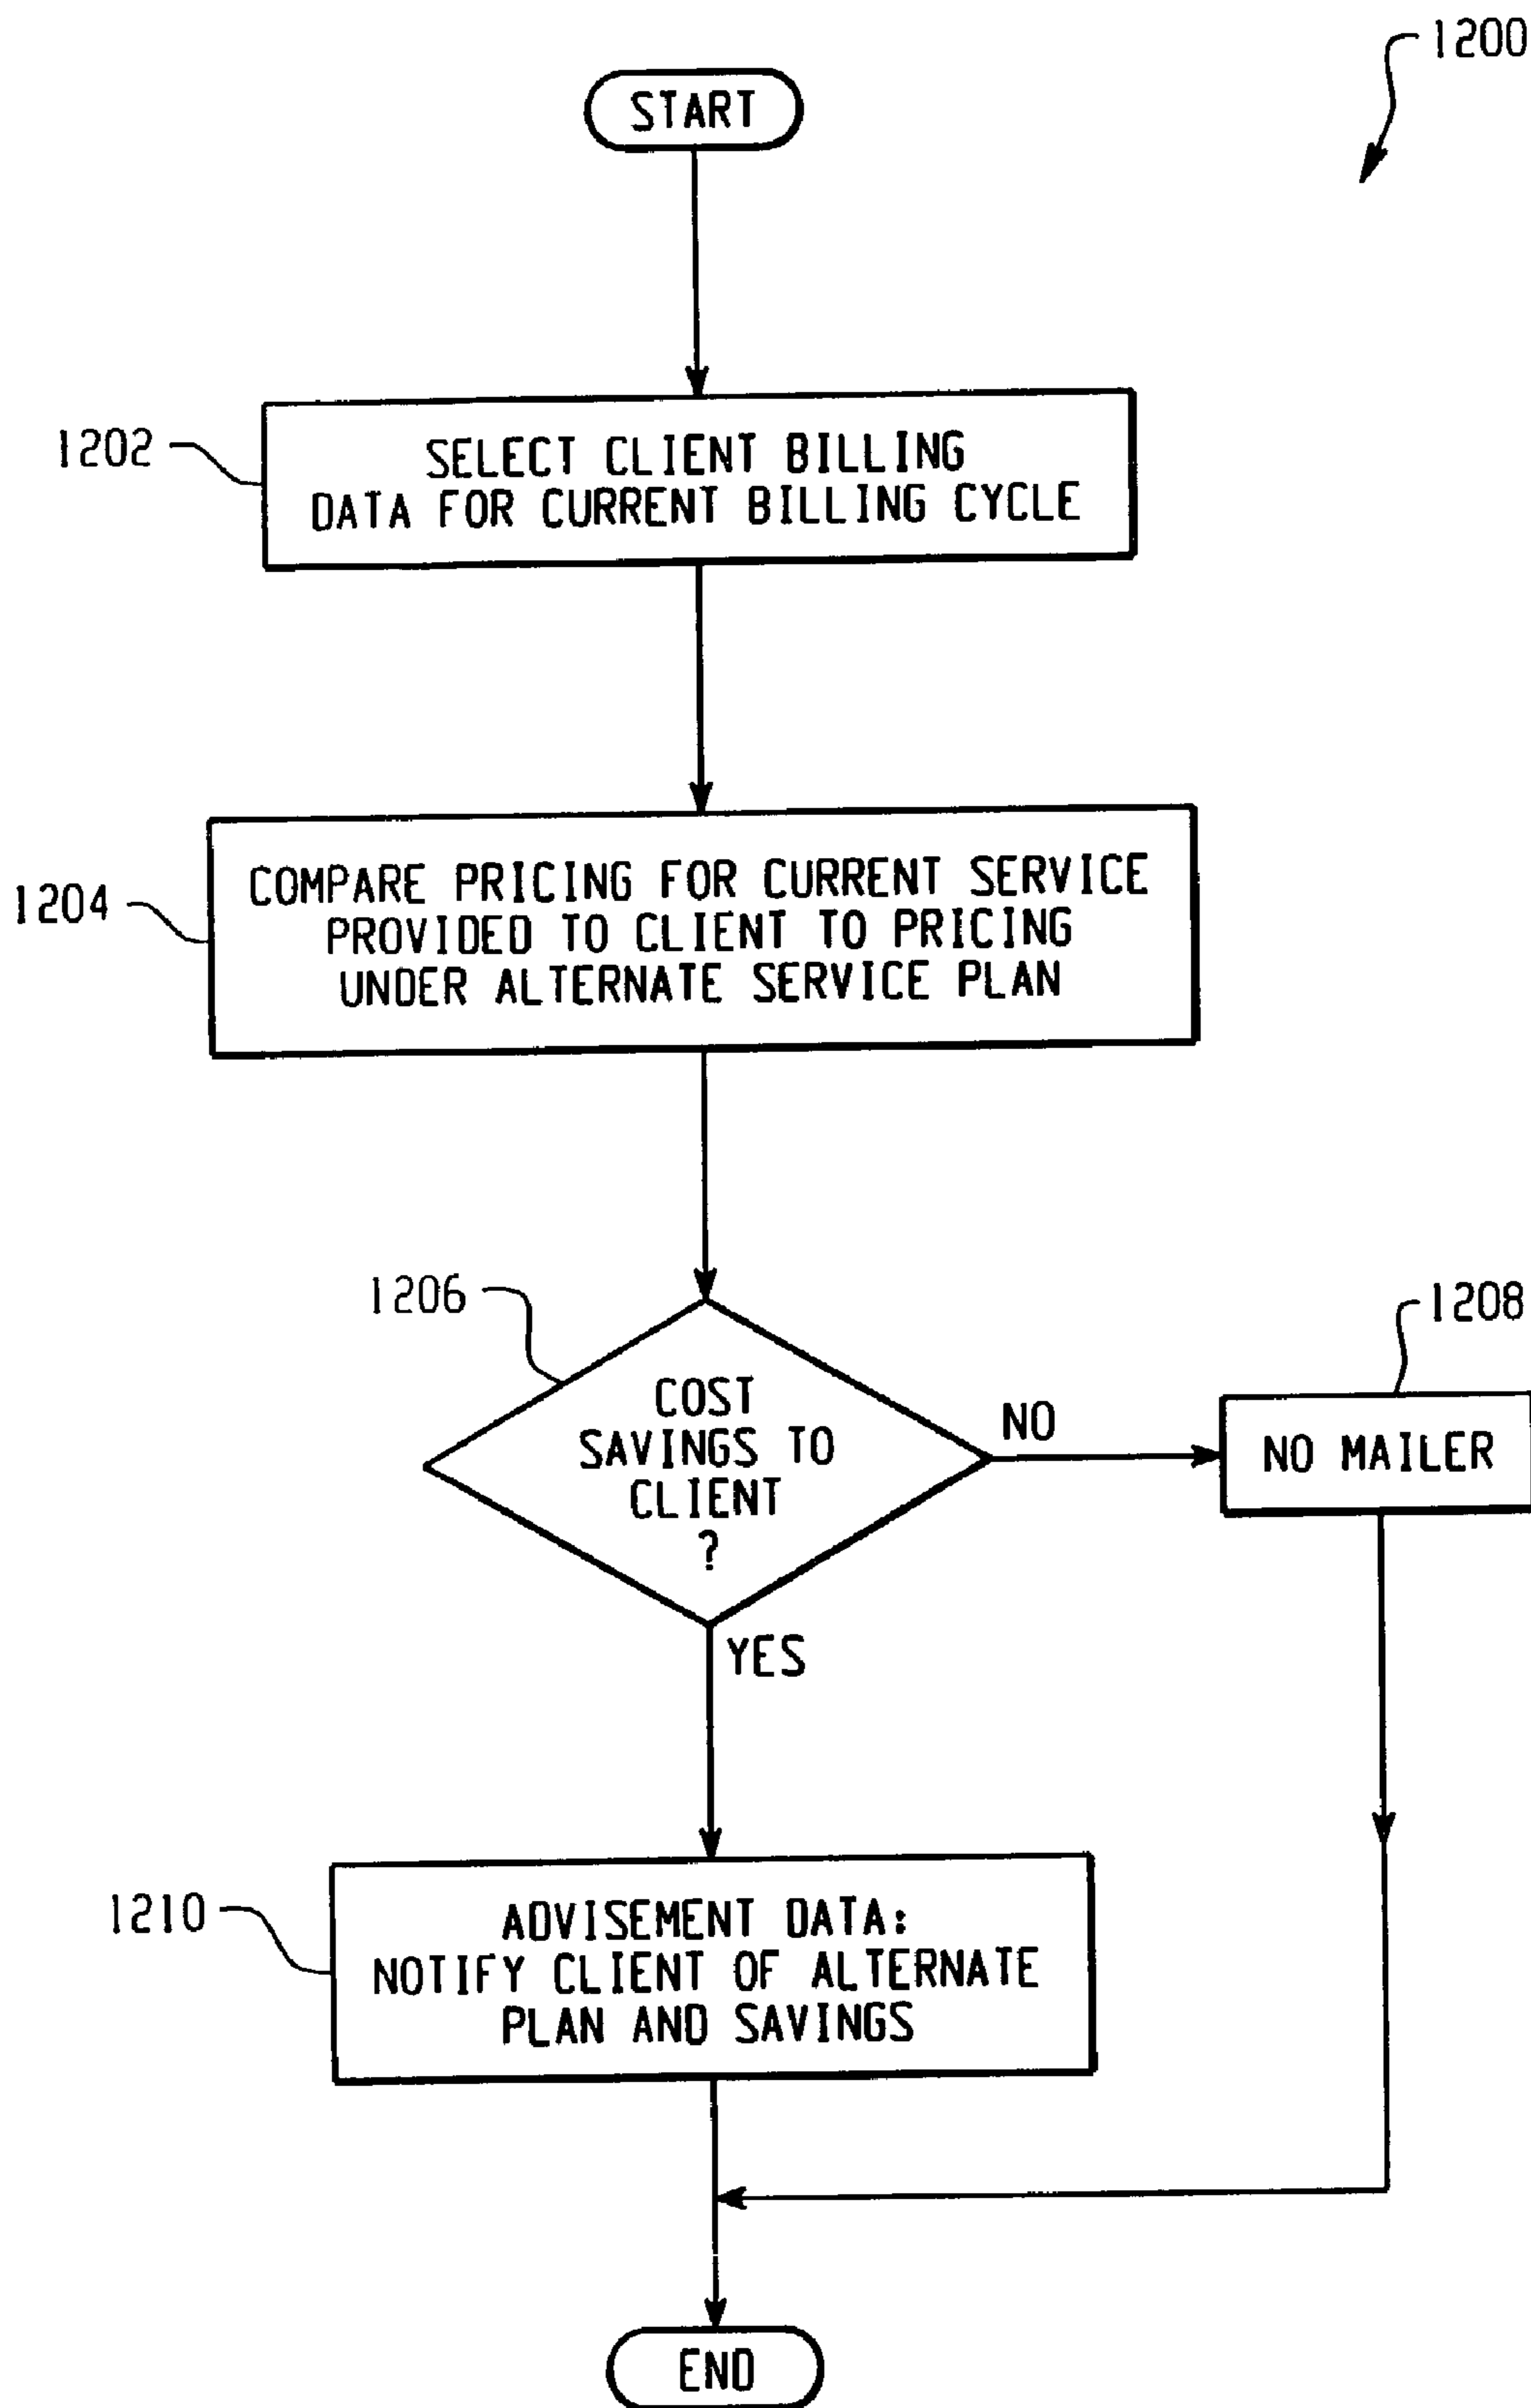 1200
START
1202
SELECT CLIENT BILLING
DATA FOR CURRENT BILLING CYCLE
1204
COMPARE PRICING FOR CURRENT SERVICE
PROVIDED TO CLIENT TO PRICING
UNDER ALTERNATE SERVICE PLAN
1206
COST
SAVINGS TO
CLIENT
?
NO
1208
NO MAILER
YES
1210
ADVISEMENT DATA:
NOTIFY CLIENT OF ALTERNATE
PLAN AND SAVINGS
END